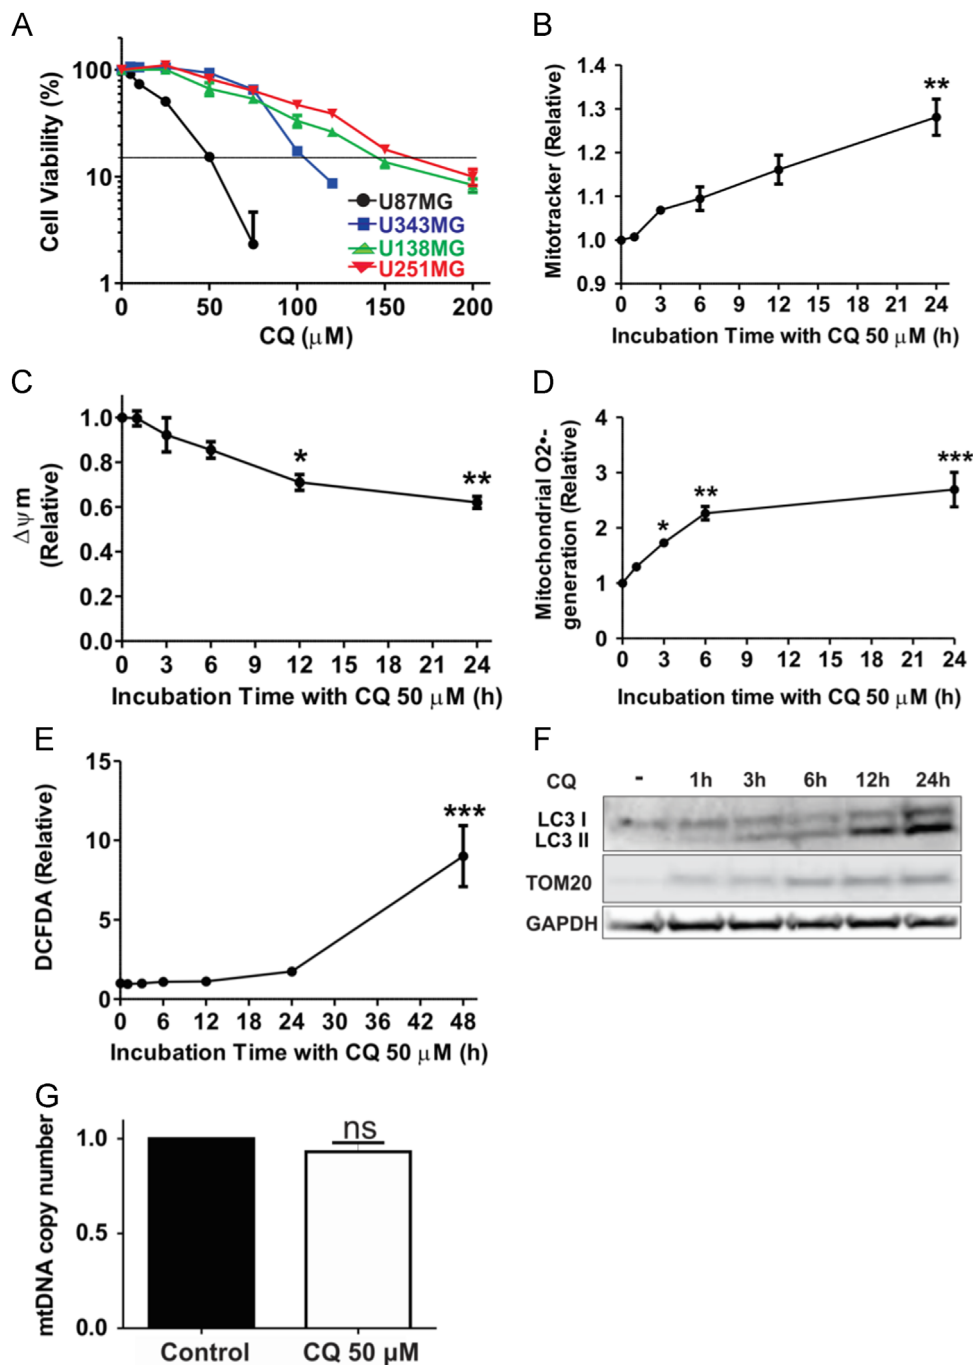 A
Cell Viability (%)
100
10
1
0 50 100 150 200
CQ (μM)
U87MG
U343MG
U138MG
U251MG
B
Mitotracker (Relative)
1.4
1.3
1.2
1.1
1.0
0.9
**
0 3 6 9 12 15 18 21 24
Incubation Time with CQ 50 μM (h)
C
Δψm
(Relative)
1.0
0.8
0.6
0.4
0.2
0.0
*
**
0 3 6 9 12 15 18 21 24
Incubation Time with CQ 50 μM (h)
D
Mitochondrial O2•-
generation (Relative)
4
3
2
1
0
*
**
***
0 3 6 9 12 15 18 21 24
Incubation time with CQ 50 μM (h)
E
DCFDA (Relative)
15
10
5
0
***
0 6 12 18 24 30 36 42 48
Incubation Time with CQ 50 μM (h)
F
CQ - 1h 3h 6h 12h 24h
LC3 I
LC3 II
TOM20
GAPDH
G
mtDNA copy number
1.0
0.5
0.0
ns
Control CQ 50 μM